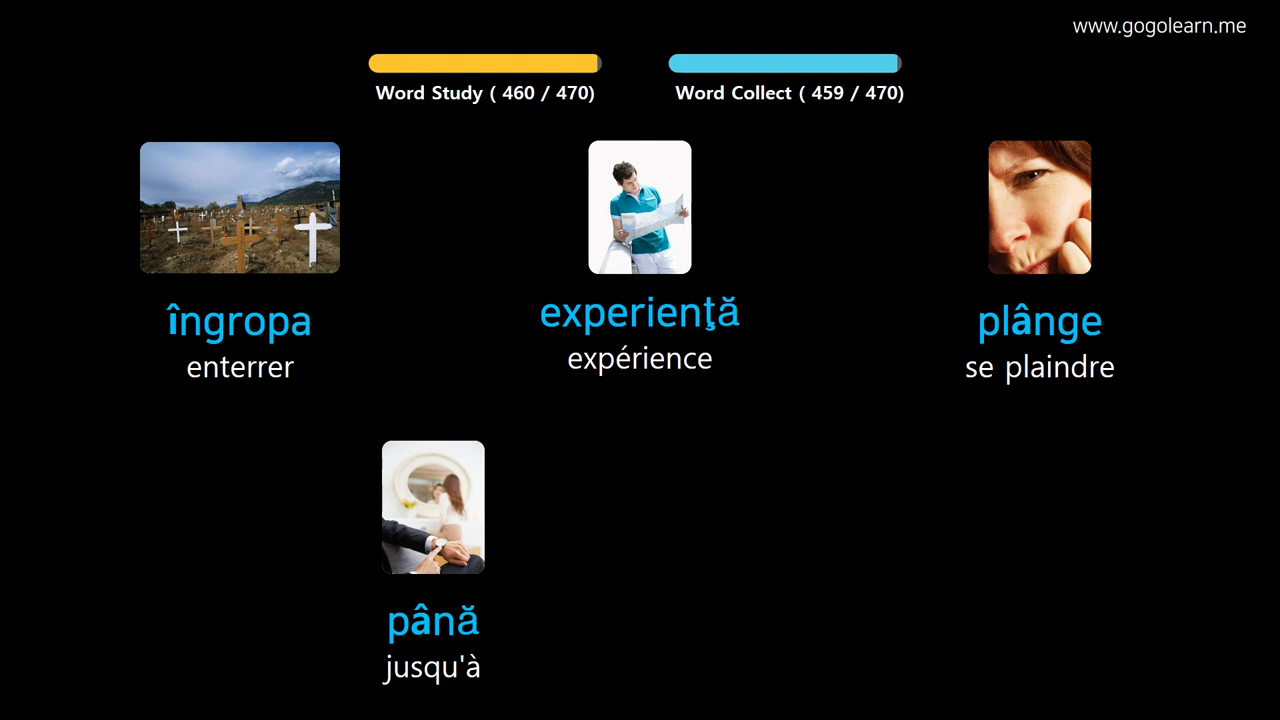 www.gogolearn.me
Word Study ( 460 / 470)
Word Collect ( 459 / 470)
îngropa
enterrer
experienţă
expérience
plânge
se plaindre
până
jusqu'à